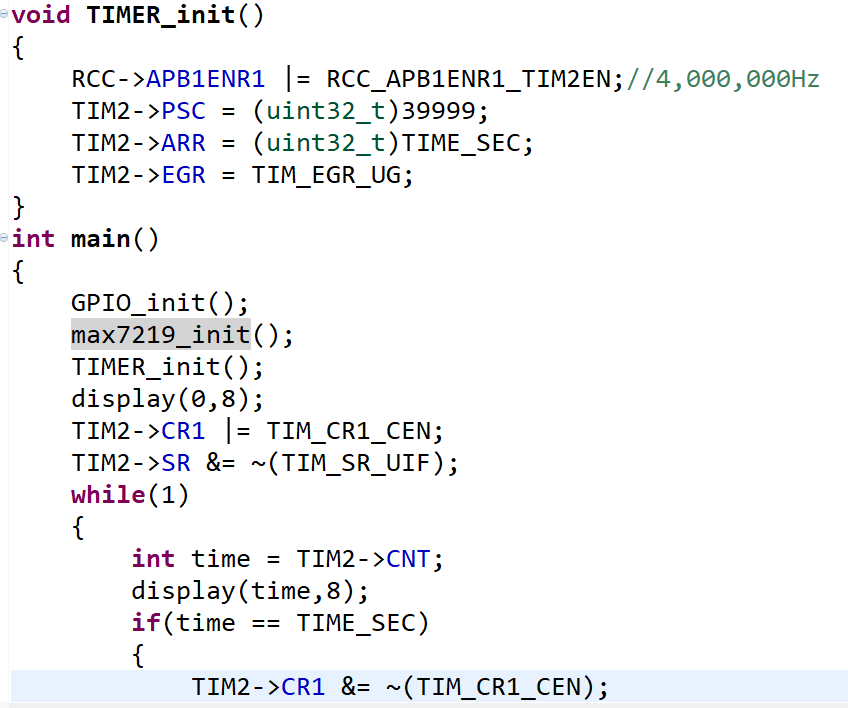 void TIMER_init()
{
    RCC->APB1ENR1 |= RCC_APB1ENR1_TIM2EN;//4,000,000Hz
    TIM2->PSC = (uint32_t)39999;
    TIM2->ARR = (uint32_t)TIME_SEC;
    TIM2->EGR = TIM_EGR_UG;
}
int main()
{
    GPIO_init();
    max7219_init();
    TIMER_init();
    display(0,8);
    TIM2->CR1 |= TIM_CR1_CEN;
    TIM2->SR &= ~(TIM_SR_UIF);
    while(1)
    {
        int time = TIM2->CNT;
        display(time,8);
        if(time == TIME_SEC)
        {
            TIM2->CR1 &= ~(TIM_CR1_CEN);